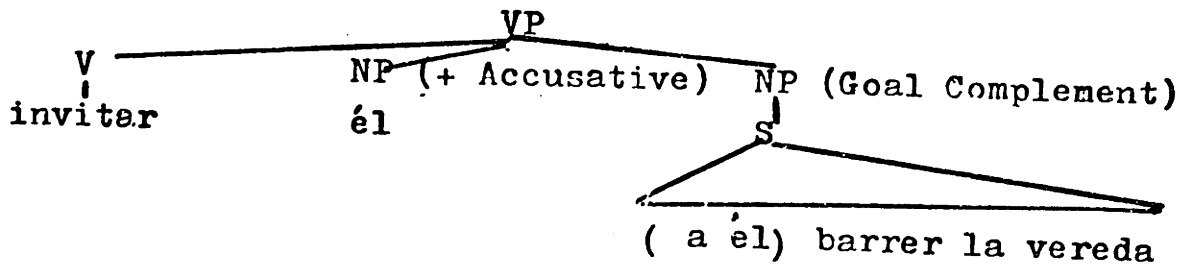 VP
V NP (+ Accusative) NP (Goal Complement)
invitar él
S
( a él) barrer la vereda